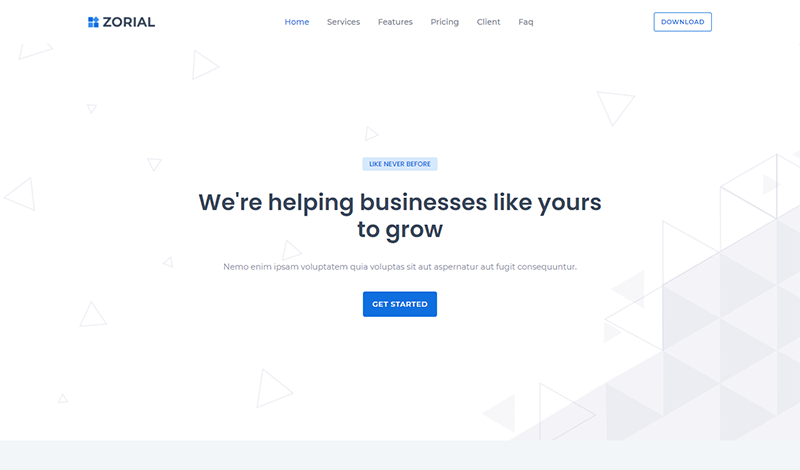 ZORIAL
Home Services Features Pricing Client Faq
DOWNLOAD
LIKE NEVER BEFORE
We're helping businesses like yours
to grow
Nemo enim ipsam voluptatem quia voluptas sit aut aspernatur aut fugit consequuntur.
GET STARTED